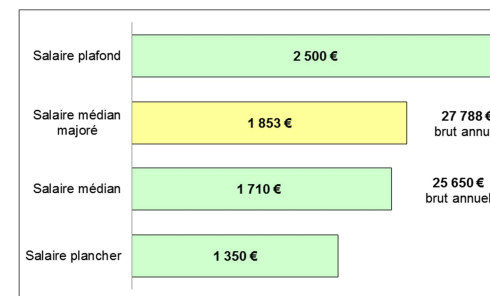 Salaire plafond
2 500 €
Salaire médian
majoré
1 853 €
27 788 €
brut annu
Salaire médian
1 710 €
25 650 €
brut annuel
Salaire plancher
1 350 €